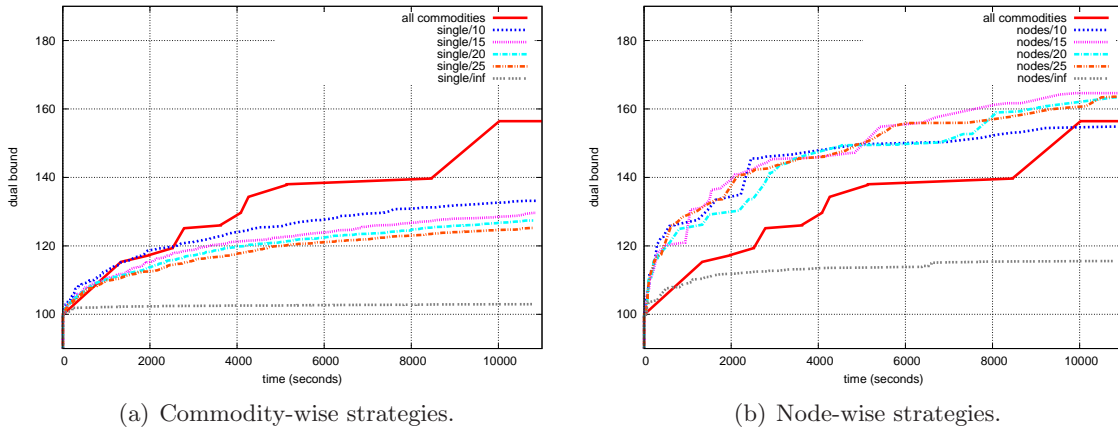 190
180
160
140
120
100
0
2000
4000
6000
8000
10000
dual bound
time (seconds)
all commodities
single/10
single/15
single/20
single/25
single/inf
(a) Commodity-wise strategies.
180
160
140
120
100
0
2000
4000
6000
8000
10000
dual bound
time (seconds)
all commodities
nodes/10
nodes/15
nodes/20
nodes/25
nodes/inf
(b) Node-wise strategies.